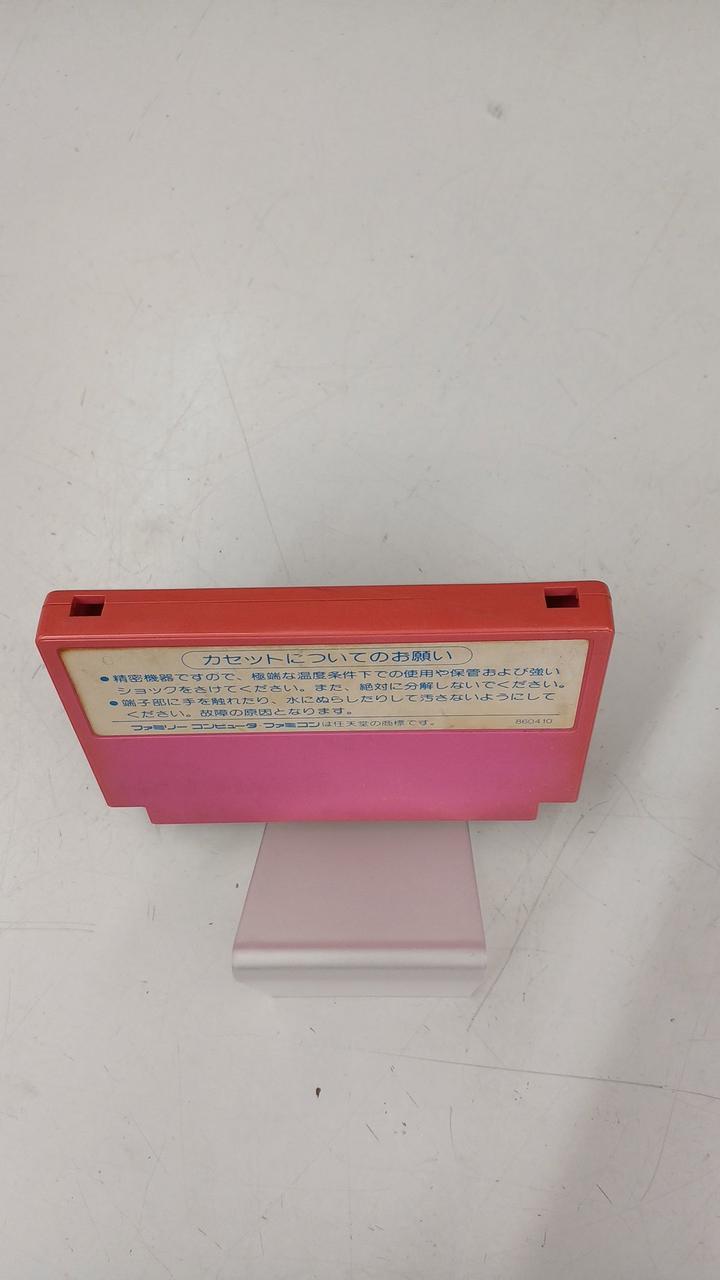 カセットについてのお願い
●精密機器ですので、極端な温度条件下での使用や保管および強い
ショックをさけてください。また、絶対に分解しないでください。
●端子部に手を触れたり、水にぬらしたりして汚さないようにして
ください。故障の原因となります。
ファミリーコンピュータ・ファミコンは任天堂の商標です。
860410